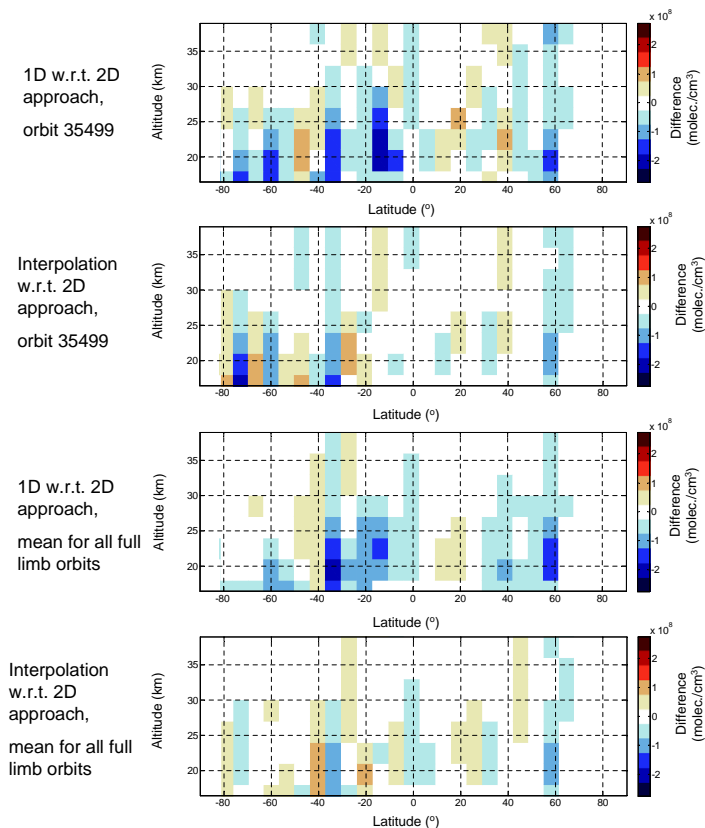 1D w.r.t. 2D
approach,
orbit 35499
Altitude (km)
35
30
25
20
-80 -60 -40 -20 0 20 40 60 80
Latitude (º)
x 10⁸
2
1
0
-1
-2
Difference
(molec./cm³)
Interpolation
w.r.t. 2D
approach,
orbit 35499
Altitude (km)
35
30
25
20
-80 -60 -40 -20 0 20 40 60 80
Latitude (º)
x 10⁸
2
1
0
-1
-2
Difference
(molec./cm³)
1D w.r.t. 2D
approach,
mean for all full
limb orbits
Altitude (km)
35
30
25
20
-80 -60 -40 -20 0 20 40 60 80
Latitude (º)
x 10⁸
2
1
0
-1
-2
Difference
(molec./cm³)
Interpolation
w.r.t. 2D
approach,
mean for all full
limb orbits
Altitude (km)
35
30
25
20
-80 -60 -40 -20 0 20 40 60 80
Latitude (º)
x 10⁸
2
1
0
-1
-2
Difference
(molec./cm³)